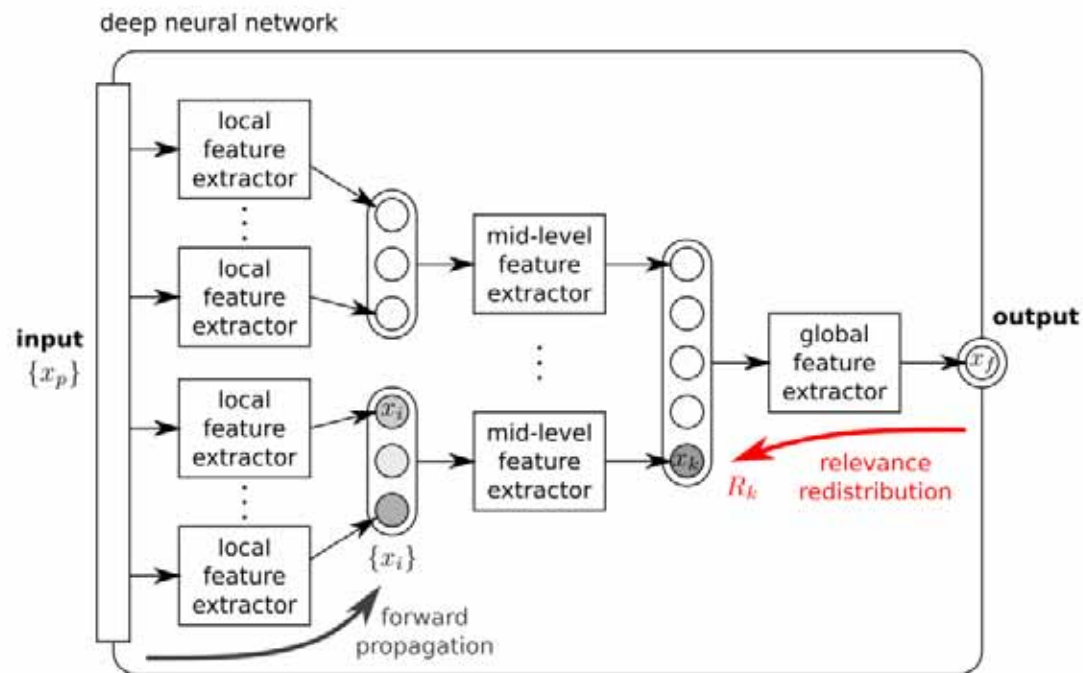 deep neural network
local
feature
extractor
local
feature
extractor
mid-level
feature
extractor
input
{x_p}
output
global
feature
extractor
x_f
local
feature
extractor
x_i
mid-level
feature
extractor
x_k
R_k
relevance
redistribution
local
feature
extractor
{x_i}
forward
propagation